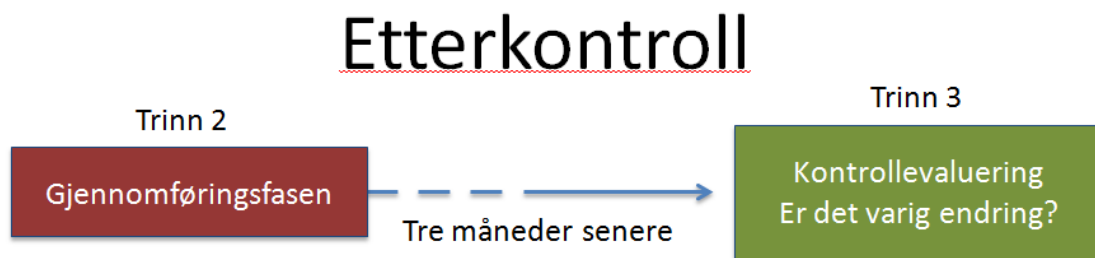 Etterkontroll
Trinn 2
Trinn 3
Gjennomføringsfasen
Tre måneder senere
Kontrollevaluering
Er det varig endring?